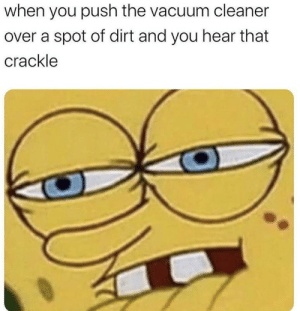 when you push the vacuum cleaner
over a spot of dirt and you hear that
crackle